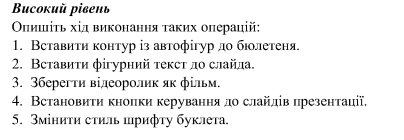 Високий рівень
Опишіть хід виконання таких операцій:
1. Вставити контур із автофігур до бюлетеня.
2. Вставити фігурний текст до слайда.
3. Зберегти відеоролик як фільм.
4. Встановити кнопки керування до слайдів презентації.
5. Змінити стиль шрифту буклета.